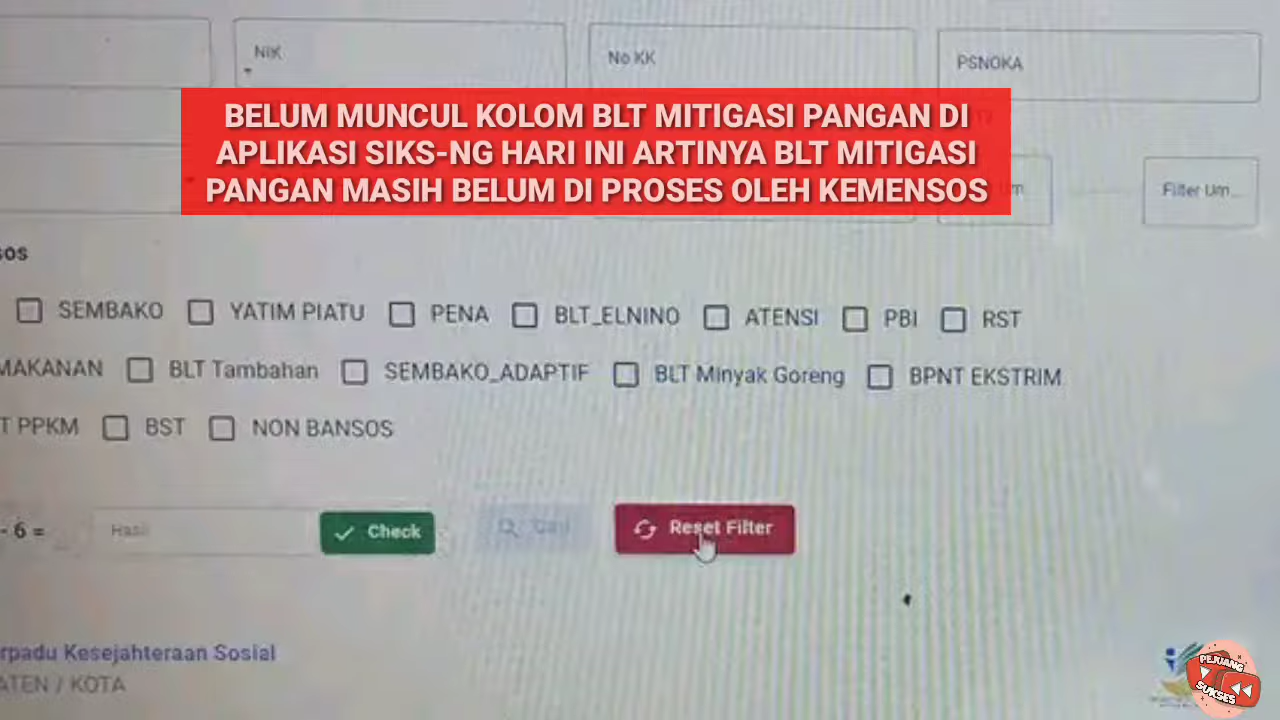 NIK
No KK
PSNOKA
BELUM MUNCUL KOLOM BLT MITIGASI PANGAN DI
APLIKASI SIKS-NG HARI INI ARTINYA BLT MITIGASI
PANGAN MASIH BELUM DI PROSES OLEH KEMENSOS
Filter Um...
SEMBAKO YATIM PIATU PENA BLT_ELNINO ATENSI PBI RST
MAKANAN BLT Tambahan SEMBAKO_ADAPTIF BLT Minyak Goreng BPNT EKSTRIM
T PPKM BST NON BANSOS
- 6 = Hasil Check Cari Reset Filter
rpadu Kesejahteraan Sosial
ATEN / KOTA
PEJUANG
SUKSES